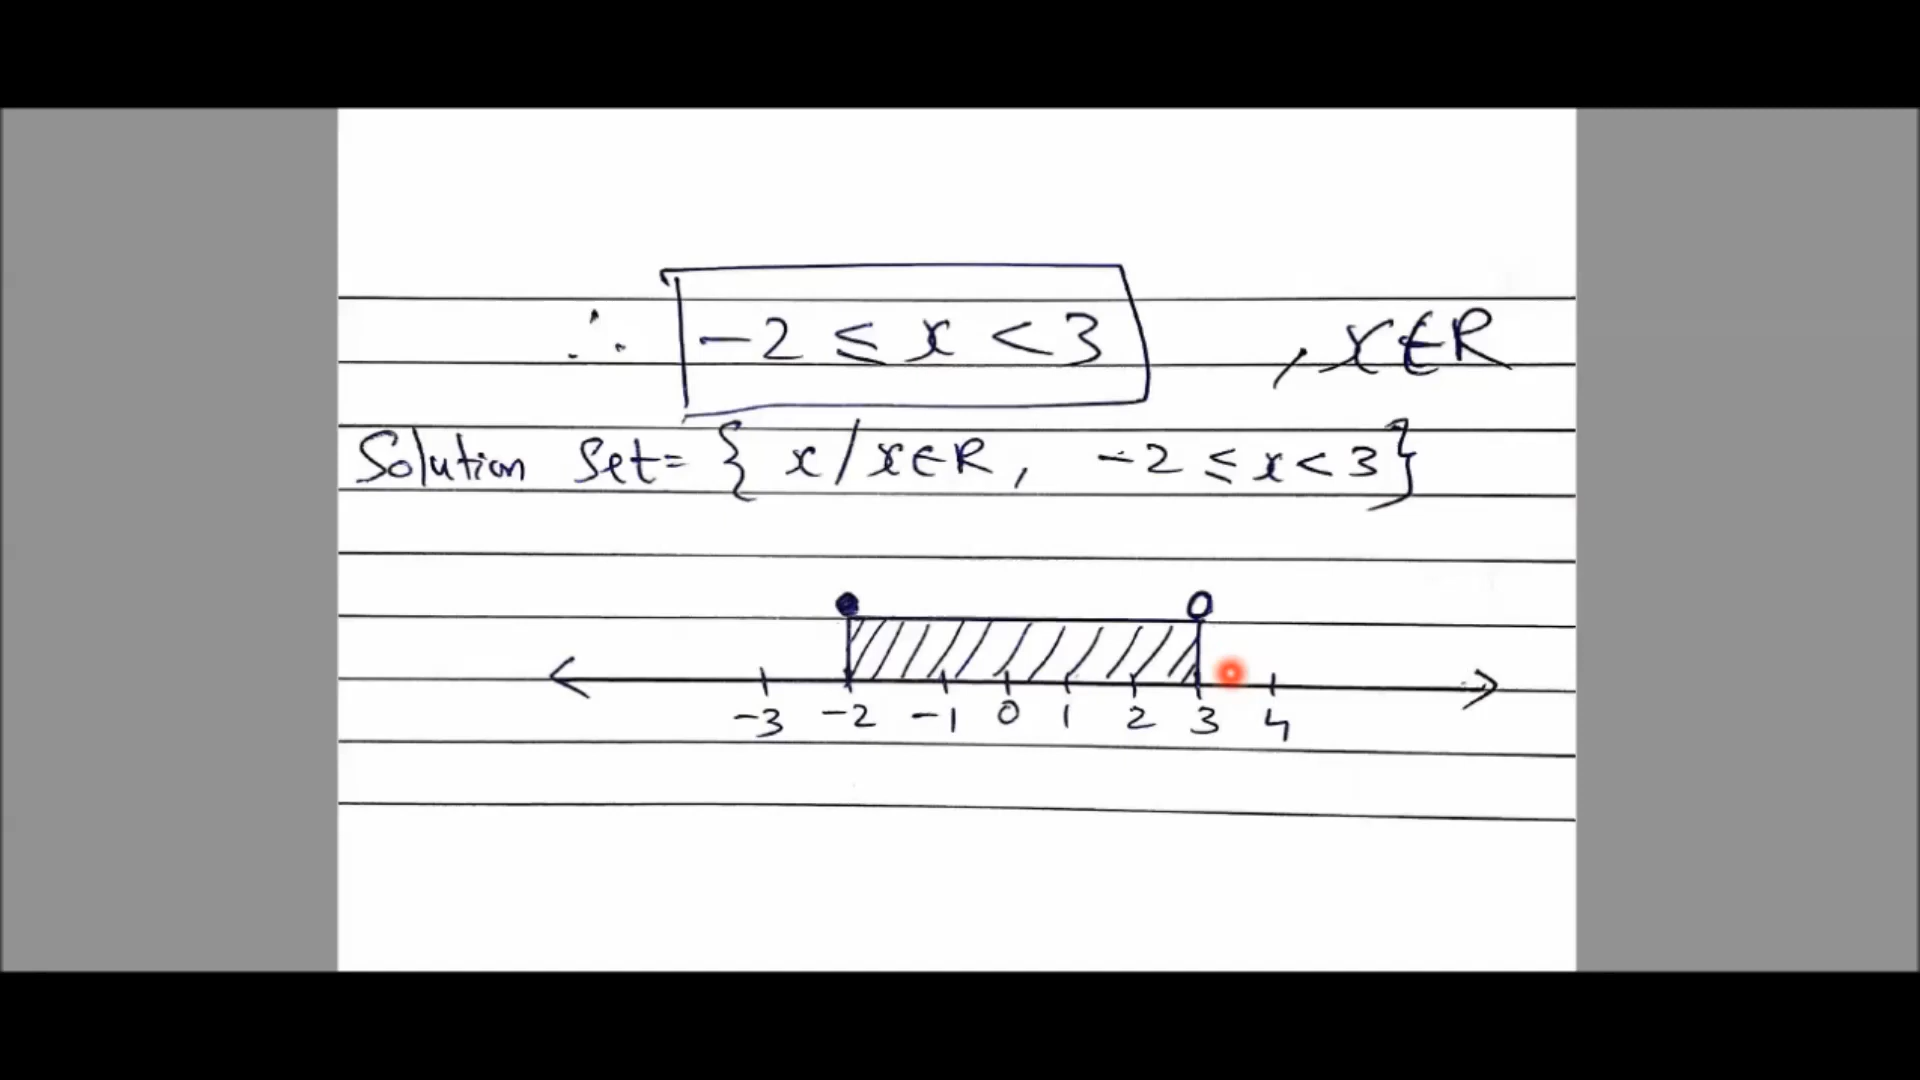 ∴ -2 ≤ x < 3 , x∈R
Solution Set= { x/x∈R, -2 ≤ x < 3}
-3 -2 -1 0 1 2 3 4